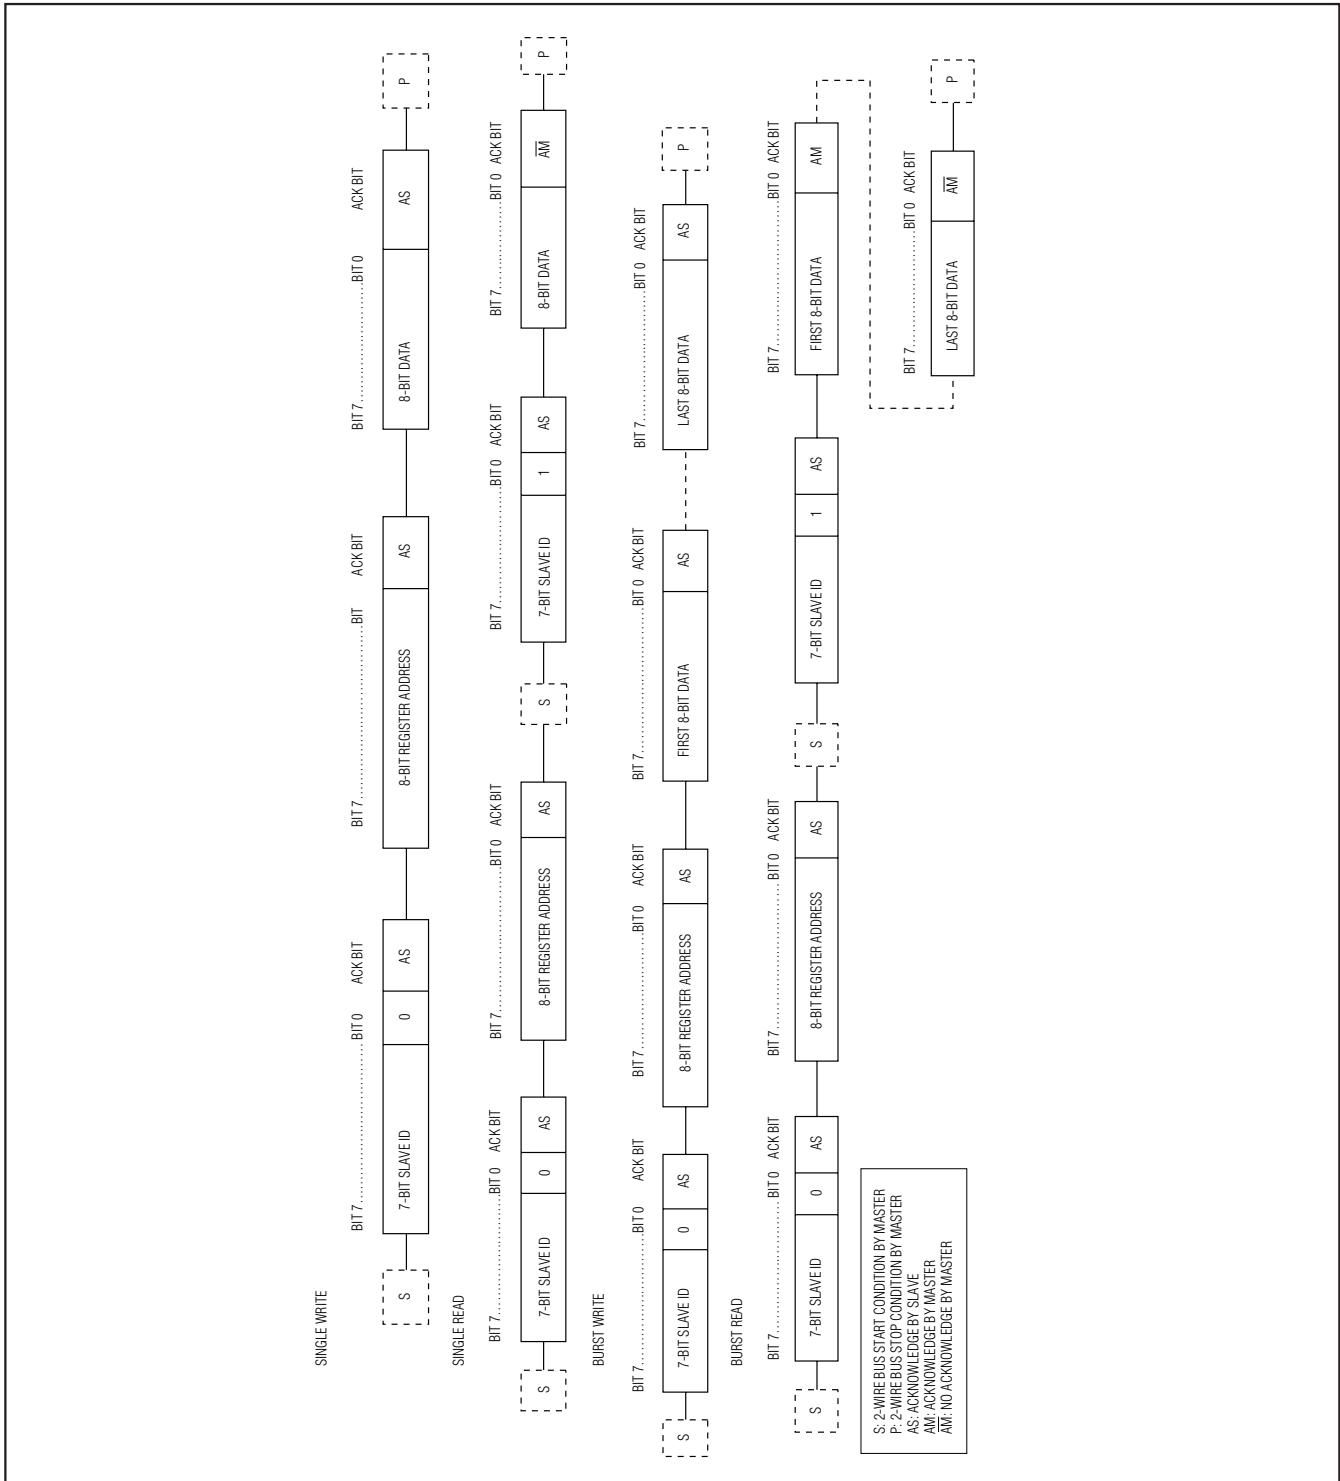 SINGLE WRITE
BIT 7..........................BIT 0 ACK BIT BIT 7..........................BIT ACK BIT BIT 7..........................BIT 0 ACK BIT
S 7-BIT SLAVE ID 0 AS 8-BIT REGISTER ADDRESS AS 8-BIT DATA AS P
SINGLE READ
BIT 7..........................BIT 0 ACK BIT BIT 7..........................BIT 0 ACK BIT BIT 7..........................BIT 0 ACK BIT BIT 7..........................BIT 0 ACK BIT
S 7-BIT SLAVE ID 0 AS 8-BIT REGISTER ADDRESS AS S 7-BIT SLAVE ID 1 AS 8-BIT DATA A̅M̅ P
BURST WRITE
BIT 7..........................BIT 0 ACK BIT BIT 7..........................BIT 0 ACK BIT BIT 7..........................BIT 0 ACK BIT BIT 7..........................BIT 0 ACK BIT
S 7-BIT SLAVE ID 0 AS 8-BIT REGISTER ADDRESS AS FIRST 8-BIT DATA AS LAST 8-BIT DATA AS P
BURST READ
BIT 7..........................BIT 0 ACK BIT BIT 7..........................BIT 0 ACK BIT BIT 7..........................BIT 0 ACK BIT BIT 7..........................BIT 0 ACK BIT
S 7-BIT SLAVE ID 0 AS 8-BIT REGISTER ADDRESS AS S 7-BIT SLAVE ID 1 AS FIRST 8-BIT DATA AM
BIT 7..........................BIT 0 ACK BIT
LAST 8-BIT DATA A̅M̅ P
S: 2-WIRE BUS START CONDITION BY MASTER
P: 2-WIRE BUS STOP CONDITION BY MASTER
AS: ACKNOWLEDGE BY SLAVE
AM: ACKNOWLEDGE BY MASTER
A̅M̅: NO ACKNOWLEDGE BY MASTER